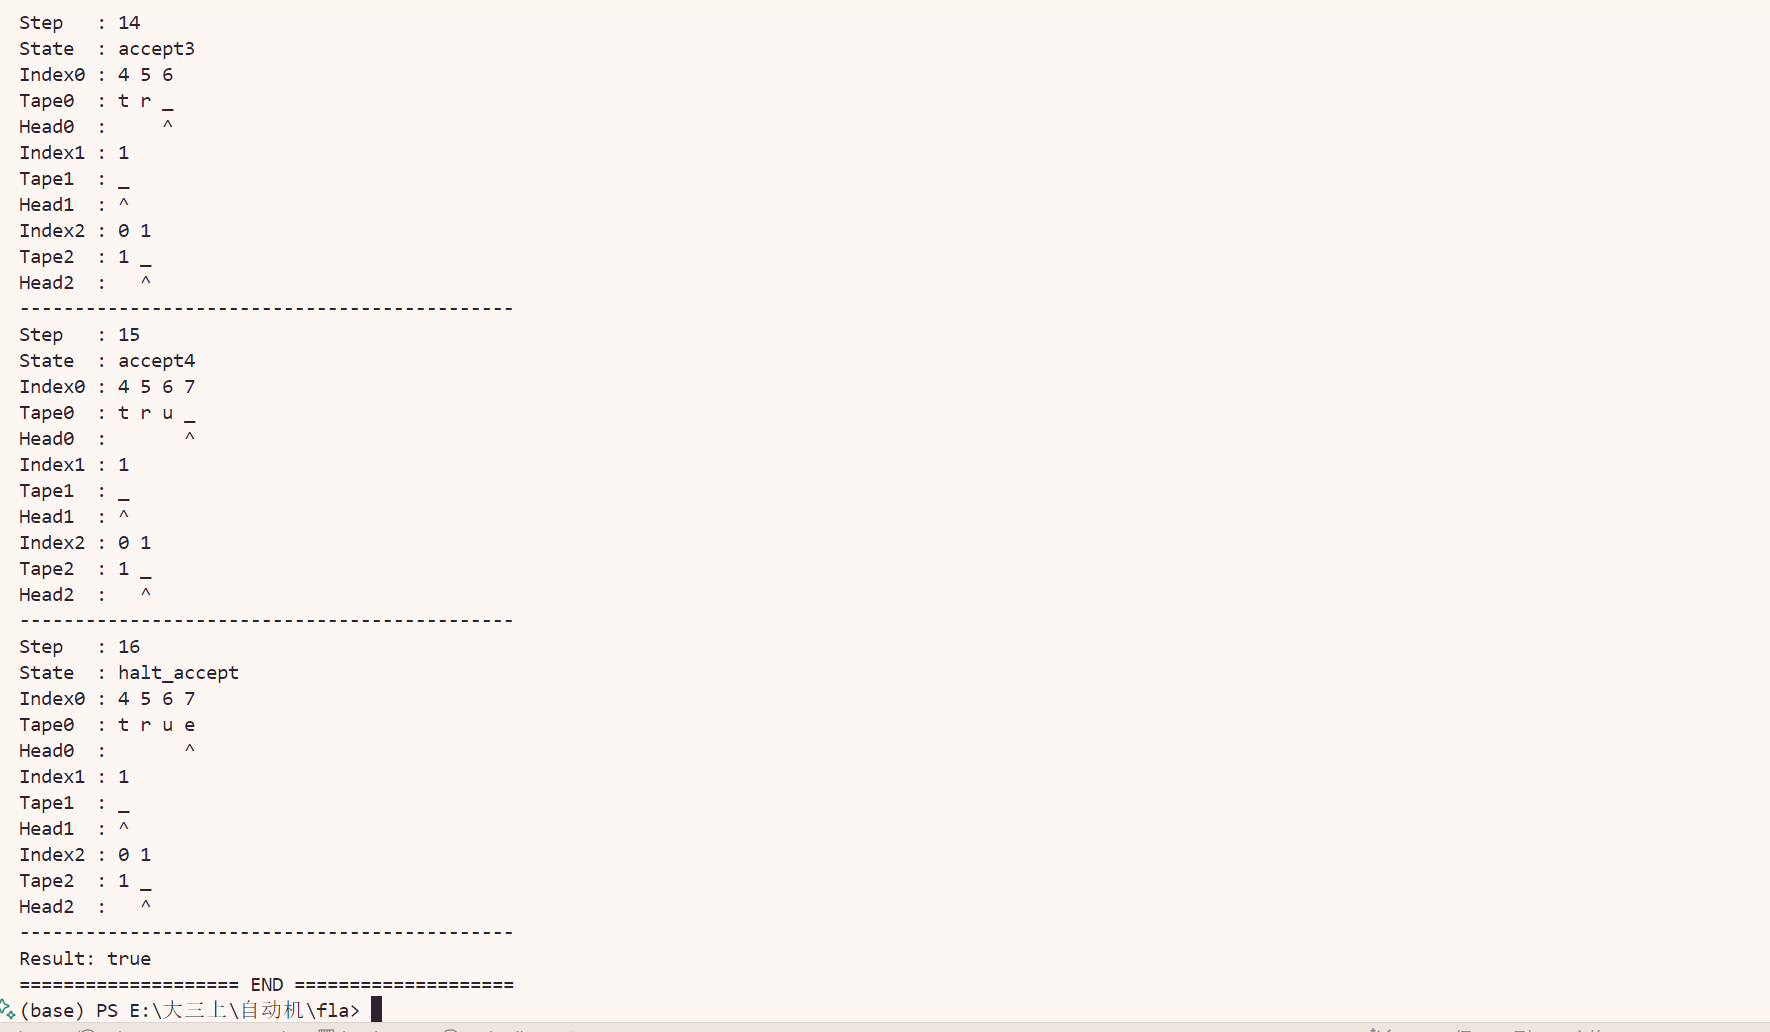 Step   : 14
State  : accept3
Index0 : 4 5 6
Tape0  : t r _
Head0  :     ^
Index1 : 1
Tape1  : _
Head1  : ^
Index2 : 0 1
Tape2  : 1 _
Head2  :   ^
---------------------------------------------
Step   : 15
State  : accept4
Index0 : 4 5 6 7
Tape0  : t r u _
Head0  :       ^
Index1 : 1
Tape1  : _
Head1  : ^
Index2 : 0 1
Tape2  : 1 _
Head2  :   ^
---------------------------------------------
Step   : 16
State  : halt_accept
Index0 : 4 5 6 7
Tape0  : t r u e
Head0  :       ^
Index1 : 1
Tape1  : _
Head1  : ^
Index2 : 0 1
Tape2  : 1 _
Head2  :   ^
---------------------------------------------
Result: true
==================== END ====================
(base) PS E:\大三上\自动机\fla>